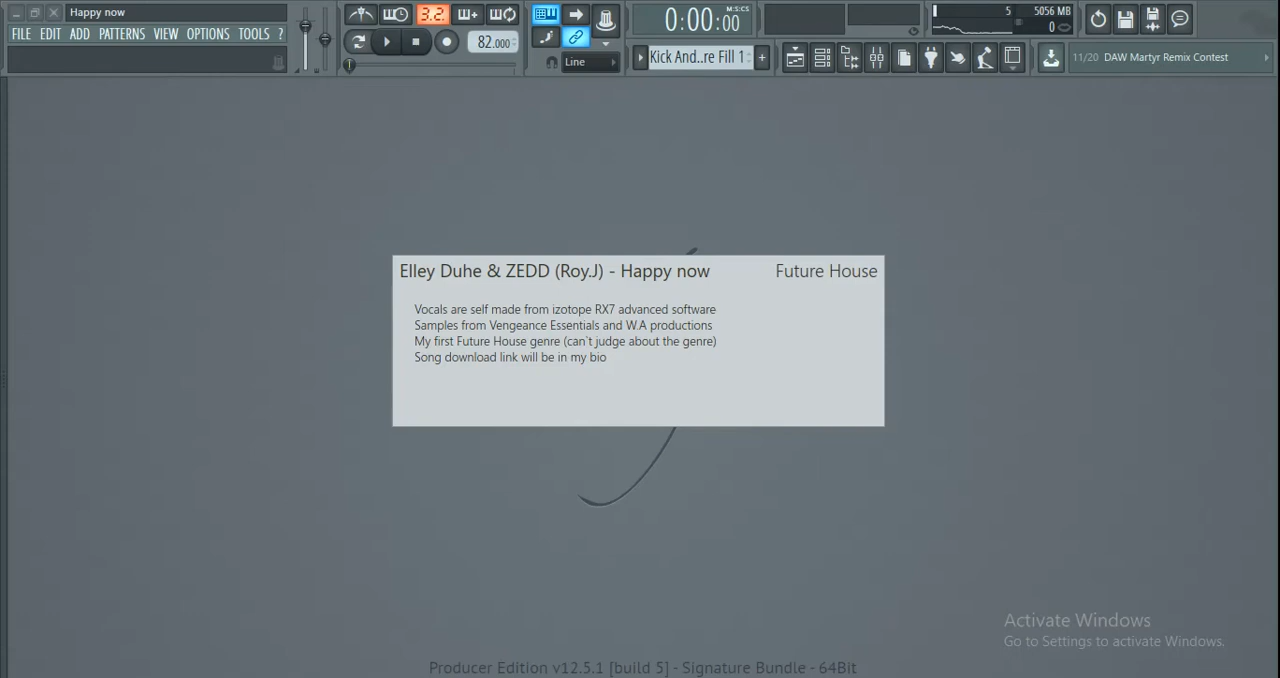 Happy now
FILE EDIT ADD PATTERNS VIEW OPTIONS TOOLS ?
3.2.
82.000
Line
0:00:00
M:S:CS
Kick And..re Fill 1
+
5
5056 MB
0
11/20 DAW Martyr Remix Contest
Elley Duhe & ZEDD (Roy.J) - Happy now
Future House
Vocals are self made from izotope RX7 advanced software
Samples from Vengeance Essentials and W.A productions
My first Future House genre (can`t judge about the genre)
Song download link will be in my bio
Activate Windows
Go to Settings to activate Windows.
Producer Edition v12.5.1 [build 5] - Signature Bundle - 64Bit